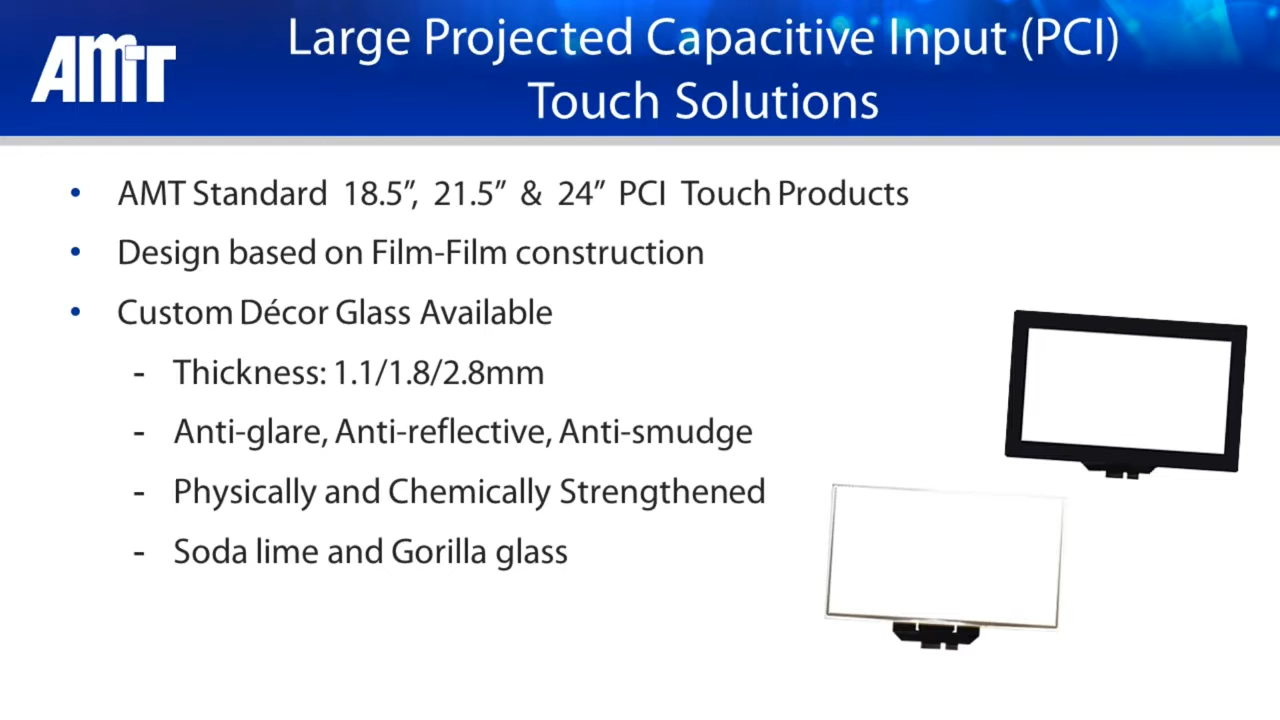 AMT
Large Projected Capacitive Input (PCI)
Touch Solutions
• AMT Standard 18.5”, 21.5” & 24” PCI Touch Products
• Design based on Film-Film construction
• Custom Décor Glass Available
- Thickness: 1.1/1.8/2.8mm
- Anti-glare, Anti-reflective, Anti-smudge
- Physically and Chemically Strengthened
- Soda lime and Gorilla glass